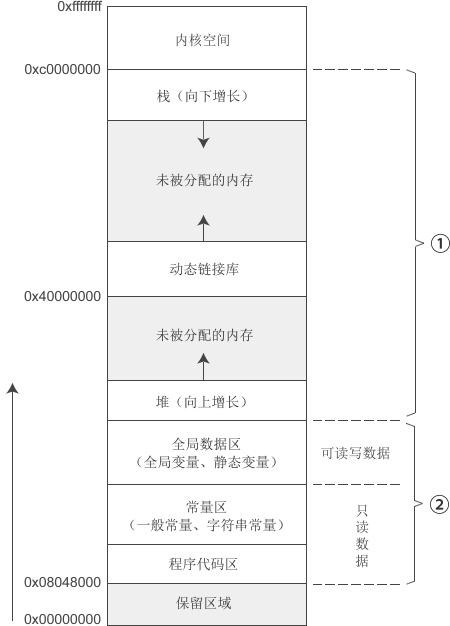 0xffffffff
内核空间
0xc0000000
栈（向下增长）
未被分配的内存
动态链接库
①
0x40000000
未被分配的内存
堆（向上增长）
全局数据区
（全局变量、静态变量）
可读写数据
常量区
（一般常量、字符串常量）
②
只读数据
程序代码区
0x08048000
保留区域
0x00000000